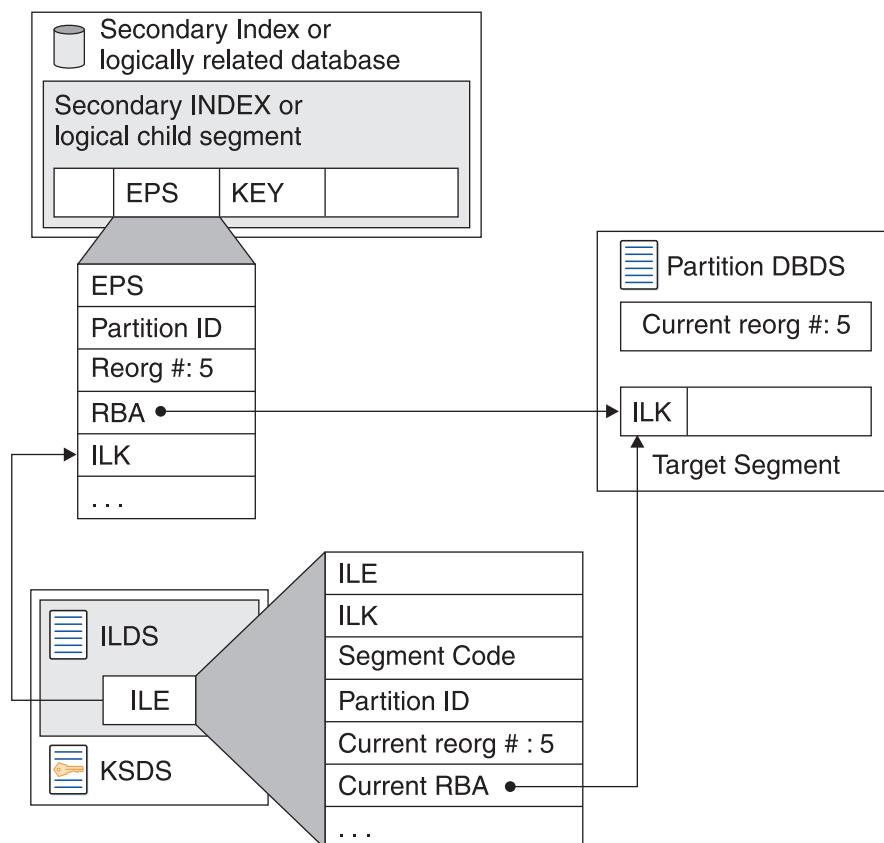 Secondary Index or
logically related database
Secondary INDEX or
logical child segment
EPS KEY
EPS
Partition ID
Reorg #: 5
RBA
ILK
. . .
Partition DBDS
Current reorg #: 5
ILK
Target Segment
ILDS
ILE
KSDS
ILE
ILK
Segment Code
Partition ID
Current reorg # : 5
Current RBA
. . .